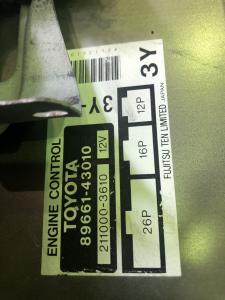 ENGINE CONTROL
TOYOTA
89661-43010
211000-3610 12V
26P 16P 12P
FUJITSU TEN LIMITED JAPAN
3Y
3Y-